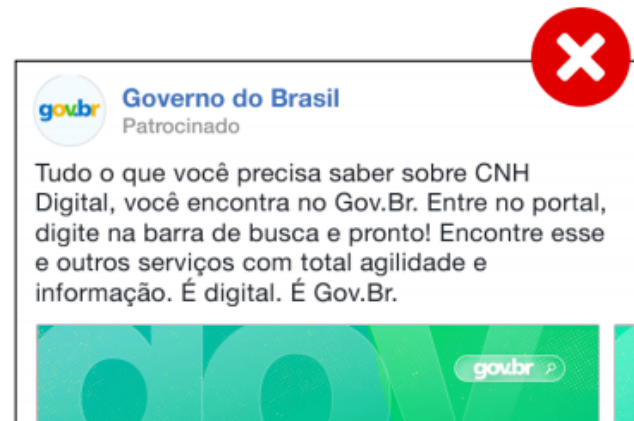 gov.br
Governo do Brasil
Patrocinado
Tudo o que você precisa saber sobre CNH
Digital, você encontra no Gov.Br. Entre no portal,
digite na barra de busca e pronto! Encontre esse
e outros serviços com total agilidade e
informação. É digital. É Gov.Br.
gov
gov.br